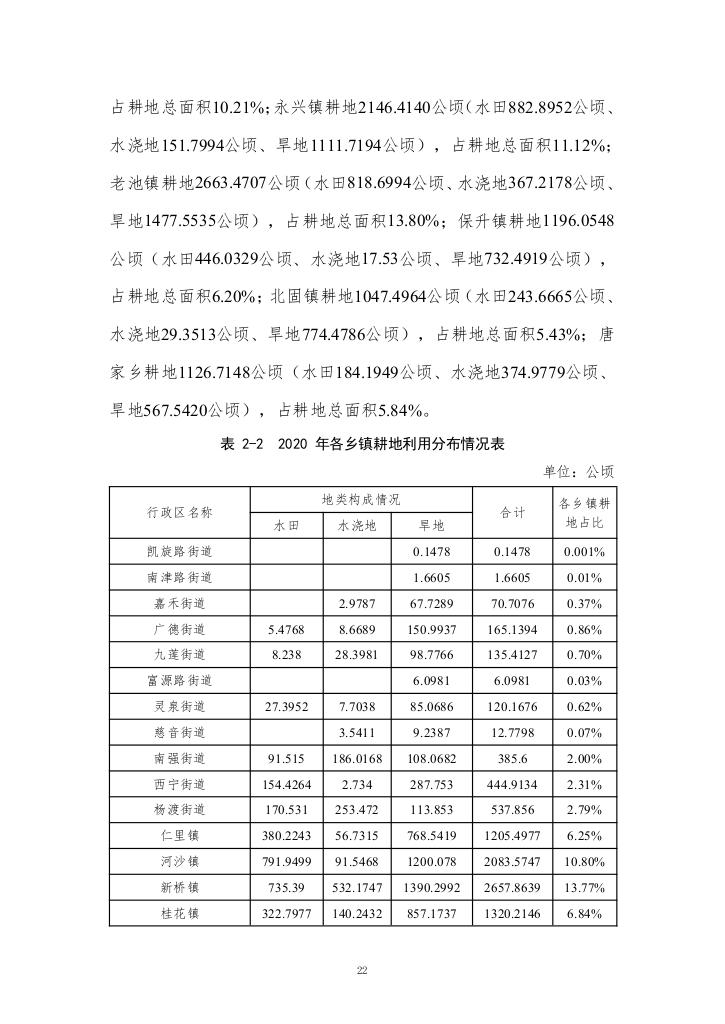 占耕地总面积10.21%；永兴镇耕地2146.4140公顷（水田882.8952公顷、
水浇地151.7994公顷、旱地1111.7194公顷），占耕地总面积11.12%；
老池镇耕地2663.4707公顷（水田818.6994公顷、水浇地367.2178公顷、
旱地1477.5535公顷），占耕地总面积13.80%；保升镇耕地1196.0548
公顷（水田446.0329公顷、水浇地17.53公顷、旱地732.4919公顷），
占耕地总面积6.20%；北固镇耕地1047.4964公顷（水田243.6665公顷、
水浇地29.3513公顷、旱地774.4786公顷），占耕地总面积5.43%；唐
家乡耕地1126.7148公顷（水田184.1949公顷、水浇地374.9779公顷、
旱地567.5420公顷），占耕地总面积5.84%。
表 2-2 2020 年各乡镇耕地利用分布情况表
单位：公顷
行政区名称 地类构成情况 合计 各乡镇耕地占比
水田 水浇地 旱地
凯旋路街道 0.1478 0.1478 0.001%
南津路街道 1.6605 1.6605 0.01%
嘉禾街道 2.9787 67.7289 70.7076 0.37%
广德街道 5.4768 8.6689 150.9937 165.1394 0.86%
九莲街道 8.238 28.3981 98.7766 135.4127 0.70%
富源路街道 6.0981 6.0981 0.03%
灵泉街道 27.3952 7.7038 85.0686 120.1676 0.62%
慈音街道 3.5411 9.2387 12.7798 0.07%
南强街道 91.515 186.0168 108.0682 385.6 2.00%
西宁街道 154.4264 2.734 287.753 444.9134 2.31%
杨渡街道 170.531 253.472 113.853 537.856 2.79%
仁里镇 380.2243 56.7315 768.5419 1205.4977 6.25%
河沙镇 791.9499 91.5468 1200.078 2083.5747 10.80%
新桥镇 735.39 532.1747 1390.2992 2657.8639 13.77%
桂花镇 322.7977 140.2432 857.1737 1320.2146 6.84%
22